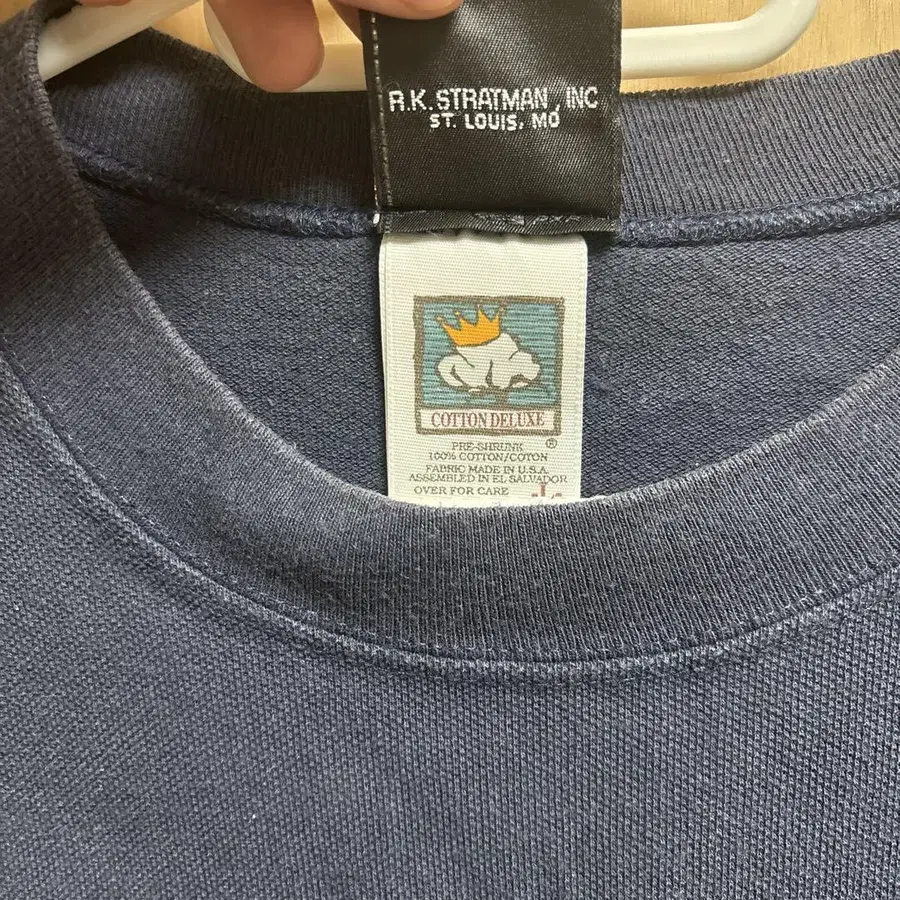 R.K. STRATMAN, INC
ST. LOUIS, MO
COTTON DELUXE
®
PRE-SHRUNK
100% COTTON/COTON
FABRIC MADE IN U.S.A.
ASSEMBLED IN EL SALVADOR
OVER FOR CARE